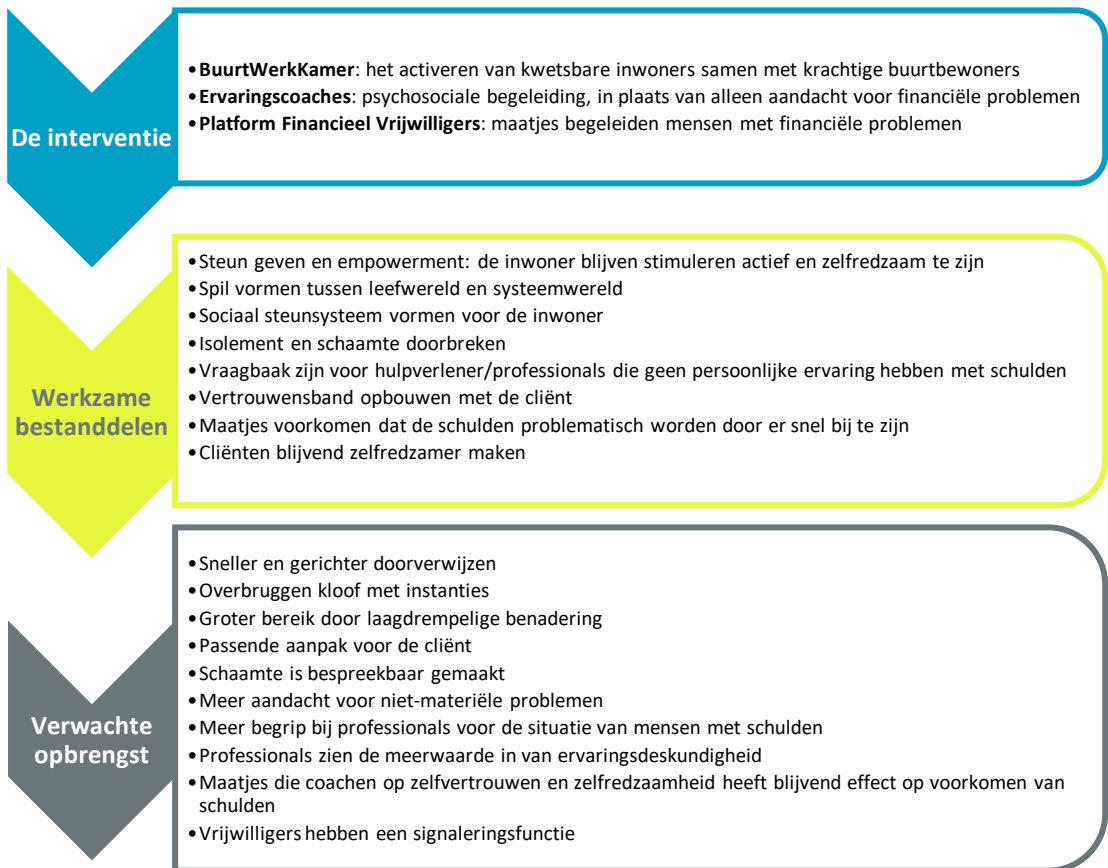 De interventie
•BuurtWerkKamer: het activeren van kwetsbare inwoners samen met krachtige buurtbewoners
•Ervaringscoaches: psychosociale begeleiding, in plaats van alleen aandacht voor financiële problemen
•Platform Financieel Vrijwilligers: maatjes begeleiden mensen met financiële problemen
Werkzame
bestanddelen
•Steun geven en empowerment: de inwoner blijven stimuleren actief en zelfredzaam te zijn
•Spil vormen tussen leefwereld en systeemwereld
•Sociaal steunsysteem vormen voor de inwoner
•Isolement en schaamte doorbreken
•Vraagbaak zijn voor hulpverlener/professionals die geen persoonlijke ervaring hebben met schulden
•Vertrouwensband opbouwen met de cliënt
•Maatjes voorkomen dat de schulden problematisch worden door er snel bij te zijn
•Cliënten blijvend zelfredzamer maken
Verwachte
opbrengst
•Sneller en gerichter doorverwijzen
•Overbruggen kloof met instanties
•Groter bereik door laagdrempelige benadering
•Passende aanpak voor de cliënt
•Schaamte is bespreekbaar gemaakt
•Meer aandacht voor niet-materiële problemen
•Meer begrip bij professionals voor de situatie van mensen met schulden
•Professionals zien de meerwaarde in van ervaringsdeskundigheid
•Maatjes die coachen op zelfvertrouwen en zelfredzaamheid heeft blijvend effect op voorkomen van
schulden
•Vrijwilligers hebben een signaleringsfunctie